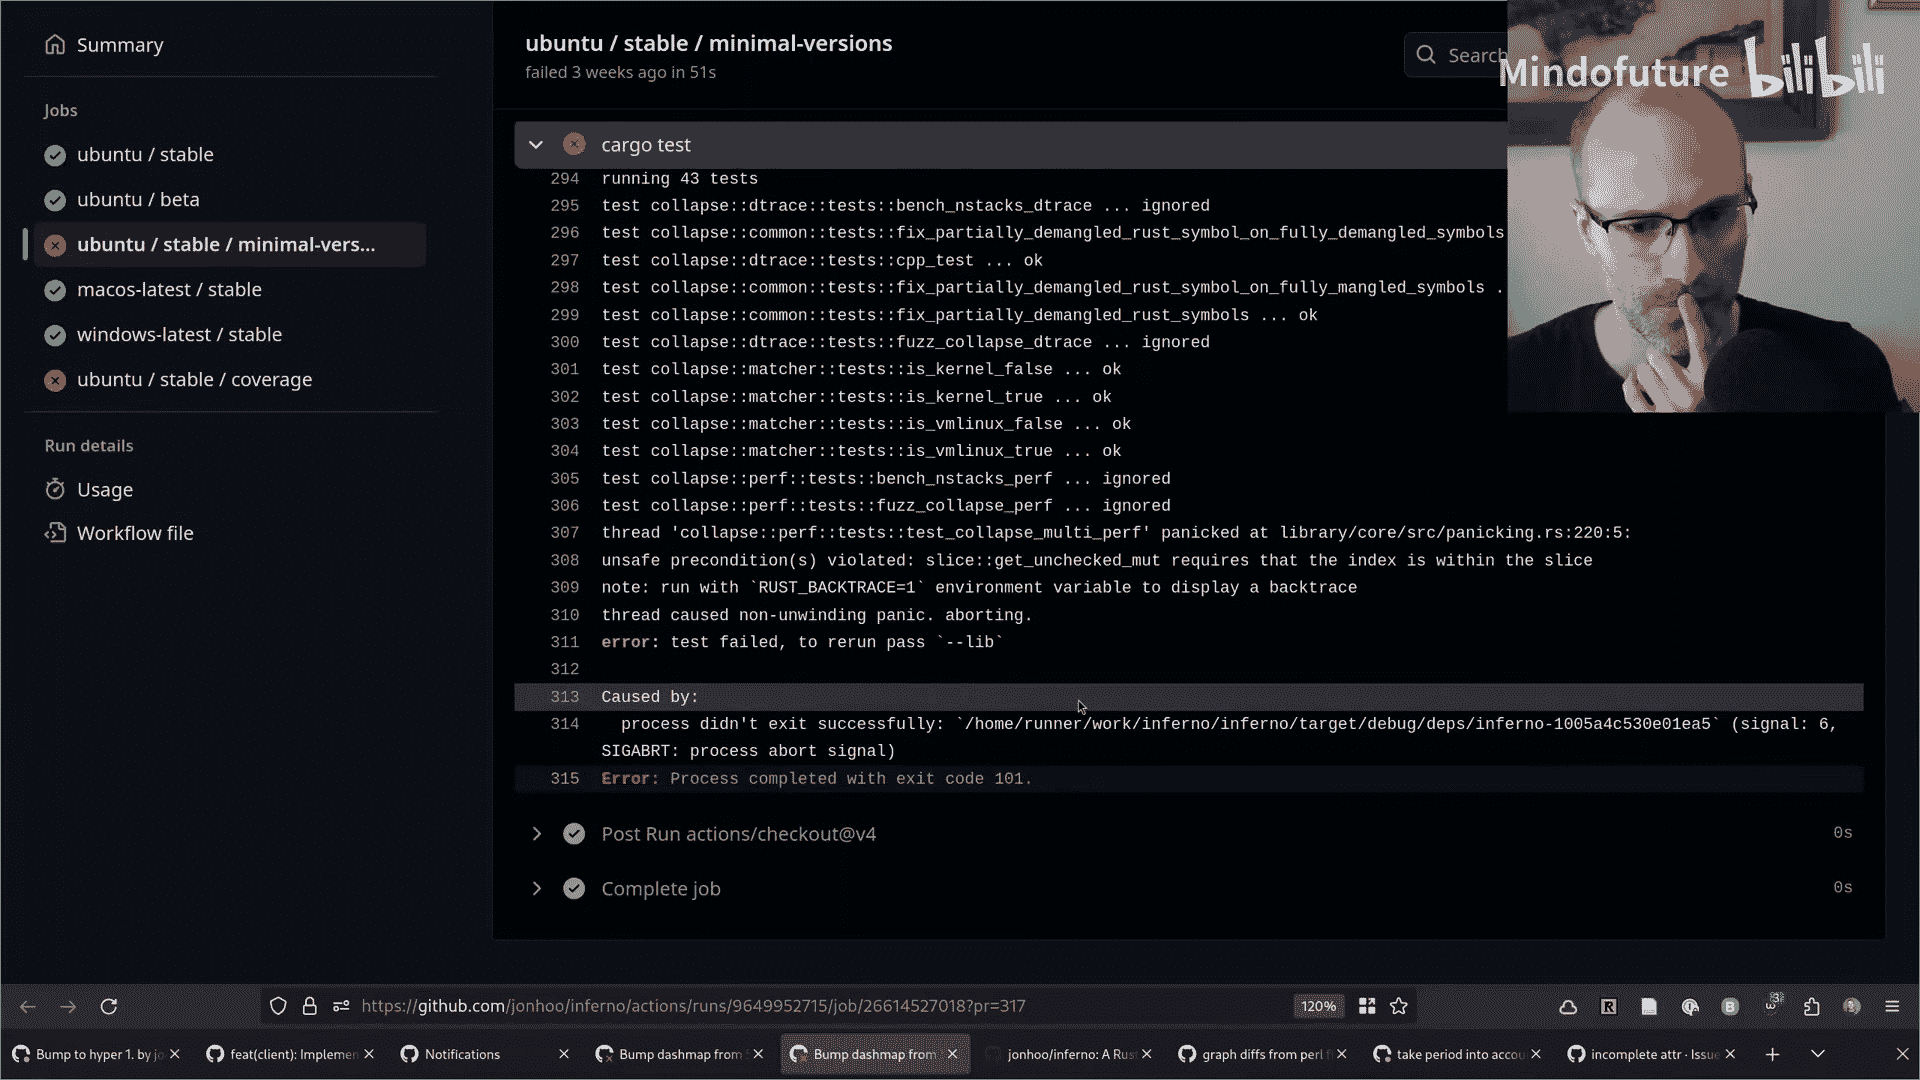 Summary
Jobs
ubuntu / stable
ubuntu / beta
ubuntu / stable / minimal-vers...
macos-latest / stable
windows-latest / stable
ubuntu / stable / coverage
Run details
Usage
Workflow file
ubuntu / stable / minimal-versions
failed 3 weeks ago in 51s
Search
Mindofuture bilibili
cargo test
294 running 43 tests
295 test collapse::dtrace::tests::bench_nstacks_dtrace ... ignored
296 test collapse::common::tests::fix_partially_demangled_rust_symbol_on_fully_demangled_symbols
297 test collapse::dtrace::tests::cpp_test ... ok
298 test collapse::common::tests::fix_partially_demangled_rust_symbol_on_fully_mangled_symbols .
299 test collapse::common::tests::fix_partially_demangled_rust_symbols ... ok
300 test collapse::dtrace::tests::fuzz_collapse_dtrace ... ignored
301 test collapse::matcher::tests::is_kernel_false ... ok
302 test collapse::matcher::tests::is_kernel_true ... ok
303 test collapse::matcher::tests::is_vmlinux_false ... ok
304 test collapse::matcher::tests::is_vmlinux_true ... ok
305 test collapse::perf::tests::bench_nstacks_perf ... ignored
306 test collapse::perf::tests::fuzz_collapse_perf ... ignored
307 thread 'collapse::perf::tests::test_collapse_multi_perf' panicked at library/core/src/panicking.rs:220:5:
308 unsafe precondition(s) violated: slice::get_unchecked_mut requires that the index is within the slice
309 note: run with `RUST_BACKTRACE=1` environment variable to display a backtrace
310 thread caused non-unwinding panic. aborting.
311 error: test failed, to rerun pass `--lib`
312
313 Caused by:
314 process didn't exit successfully: `/home/runner/work/inferno/inferno/target/debug/deps/inferno-1005a4c530e01ea5` (signal: 6,
SIGABRT: process abort signal)
315 Error: Process completed with exit code 101.
Post Run actions/checkout@v4 0s
Complete job 0s
https://github.com/jonhoo/inferno/actions/runs/9649952715/job/26614527018?pr=317 120%
Bump to hyper 1. by jo
feat(client): Implemen
Notifications
Bump dashmap from
Bump dashmap from
jonhoo/inferno: A Rus
graph diffs from perl
take period into accou
incomplete attr · Issue